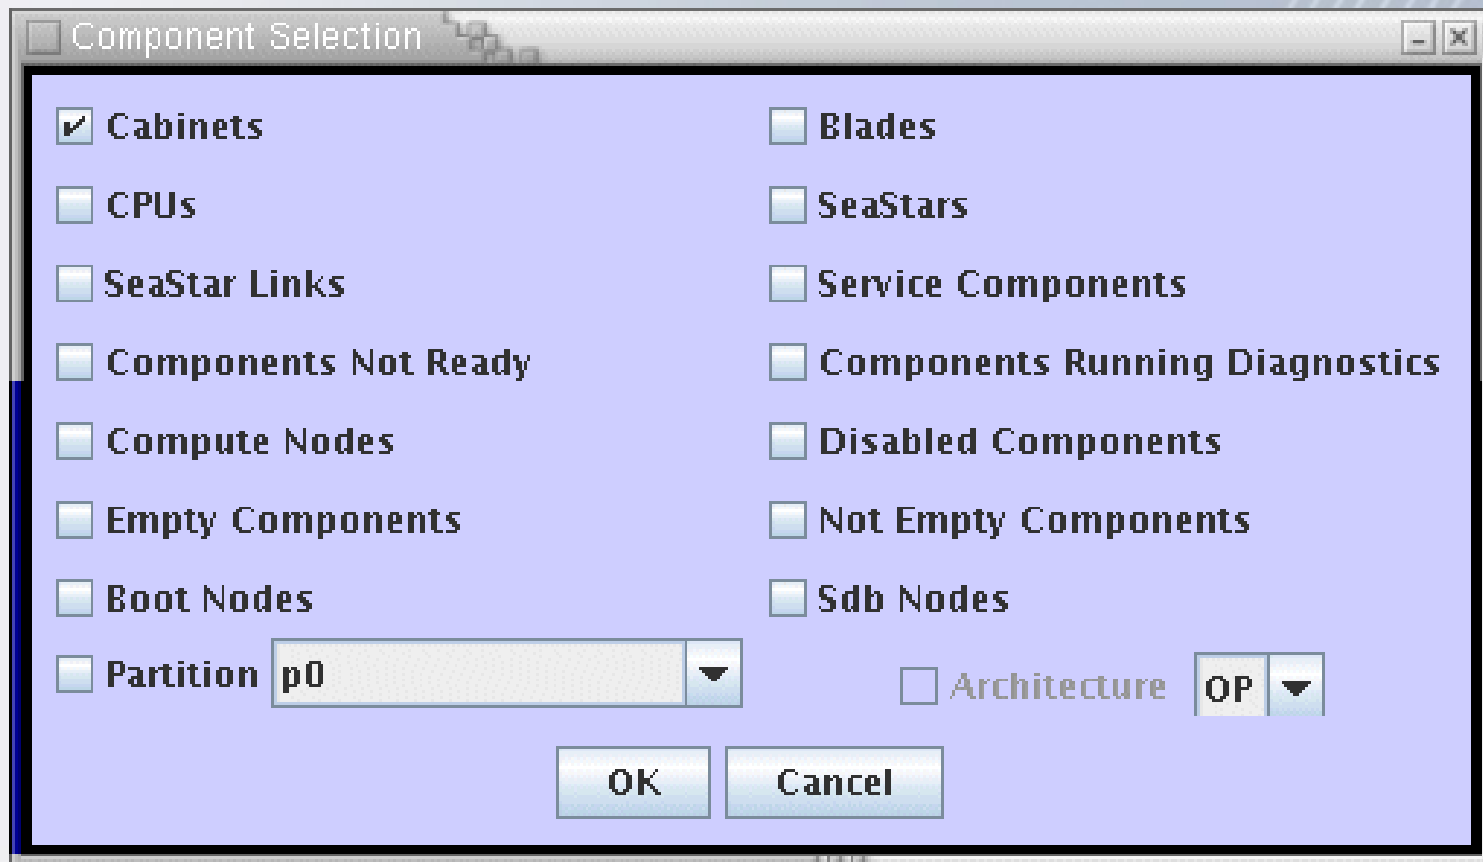 Component Selection
Cabinets Blades
CPUs SeaStars
SeaStar Links Service Components
Components Not Ready Components Running Diagnostics
Compute Nodes Disabled Components
Empty Components Not Empty Components
Boot Nodes Sdb Nodes
Partition p0 Architecture OP
OK Cancel